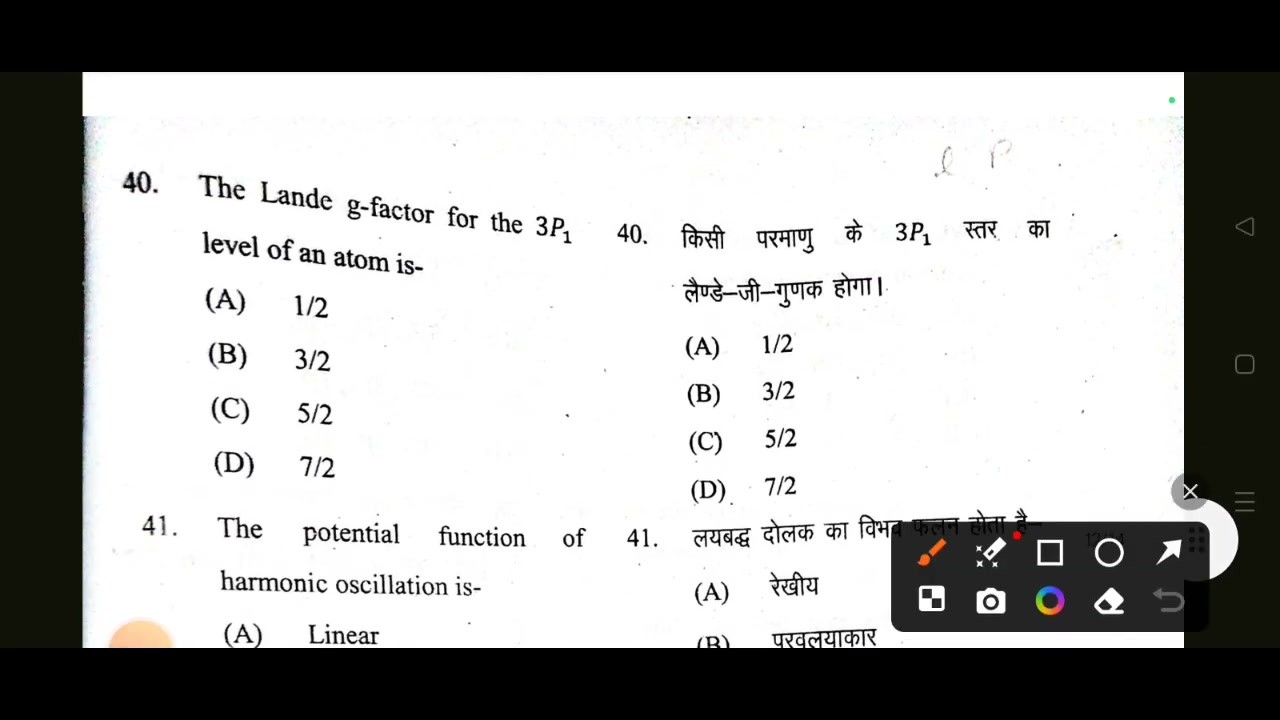 l P
40. The Lande g-factor for the 3P₁
level of an atom is-
(A) 1/2
(B) 3/2
(C) 5/2
(D) 7/2
40. किसी परमाणु के 3P₁ स्तर का
लैण्डे–जी–गुणक होगा।
(A) 1/2
(B) 3/2
(C) 5/2
(D) 7/2
41. The potential function of
harmonic oscillation is-
(A) Linear
41. लयबद्ध दोलक का विभव फलन होता है–
(A) रेखीय
(B) परवलयाकार